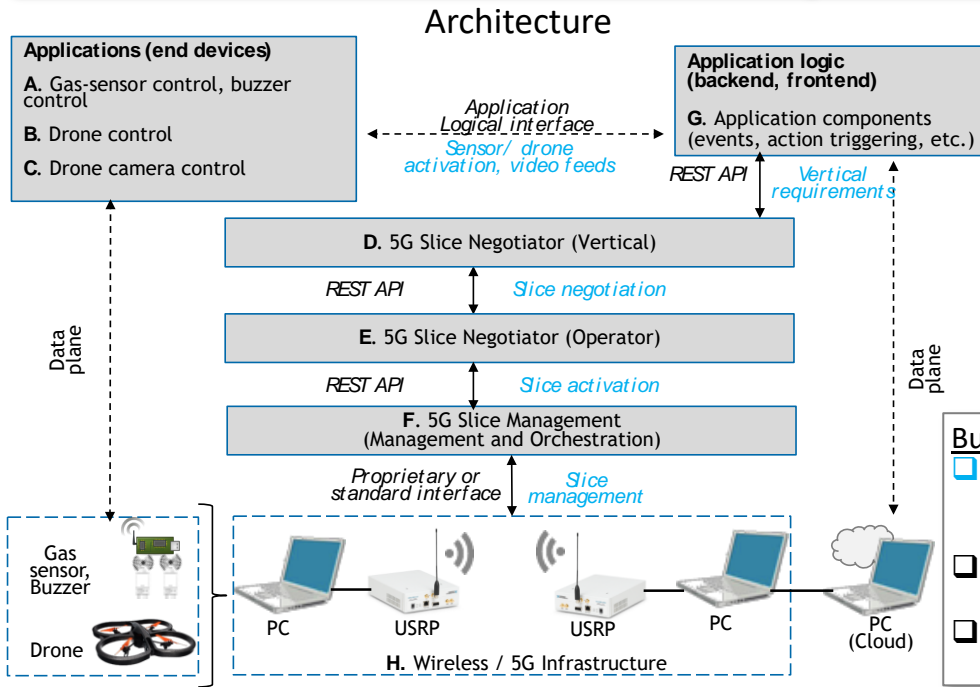 Architecture
Applications (end devices)
A. Gas-sensor control, buzzer
control
B. Drone control
C. Drone camera control
Application
Logical interface
Sensor/ drone
activation, video feeds
Application logic
(backend, frontend)
G. Application components
(events, action triggering, etc.)
REST API
Vertical
requirements
D. 5G Slice Negotiator (Vertical)
REST API
Slice negotiation
E. 5G Slice Negotiator (Operator)
REST API
Slice activation
F. 5G Slice Management
(Management and Orchestration)
Proprietary or
standard interface
Slice
management
Data
plane
Data
plane
Gas
sensor,
Buzzer
Drone
PC
USRP
USRP
PC
PC
(Cloud)
H. Wireless / 5G Infrastructure
Bu